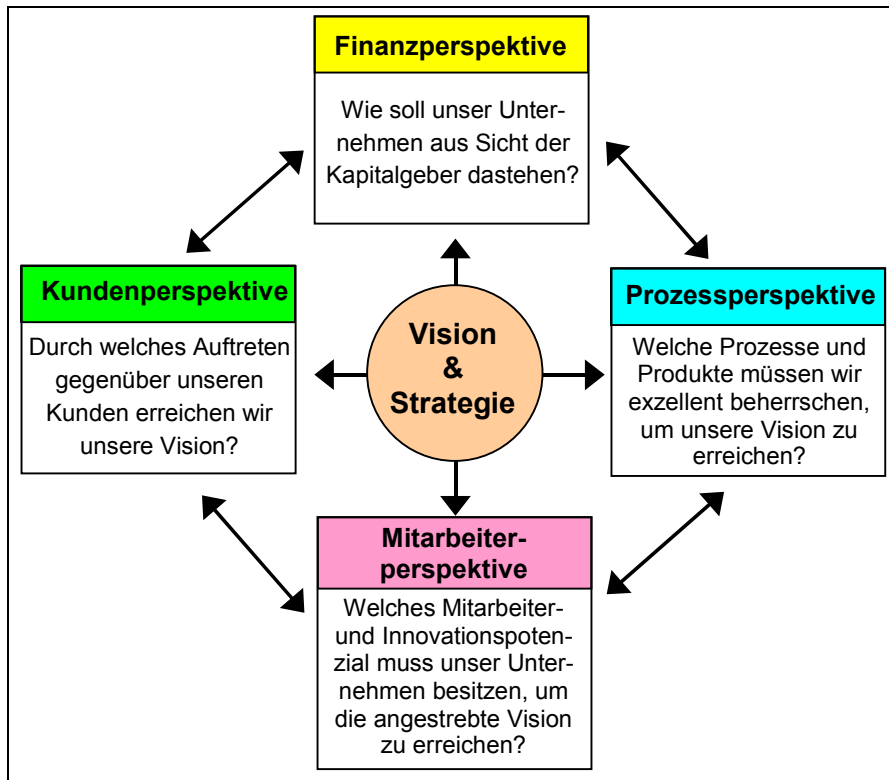 Finanzperspektive
Wie soll unser Unter-
nehmen aus Sicht der
Kapitalgeber dastehen?
Kundenperspektive
Durch welches Auftreten
gegenüber unseren
Kunden erreichen wir
unsere Vision?
Vision
&
Strategie
Prozessperspektive
Welche Prozesse und
Produkte müssen wir
exzellent beherrschen,
um unsere Vision zu
erreichen?
Mitarbeiter-
perspektive
Welches Mitarbeiter-
und Innovationspoten-
zial muss unser Unter-
nehmen besitzen, um
die angestrebte Vision
zu erreichen?